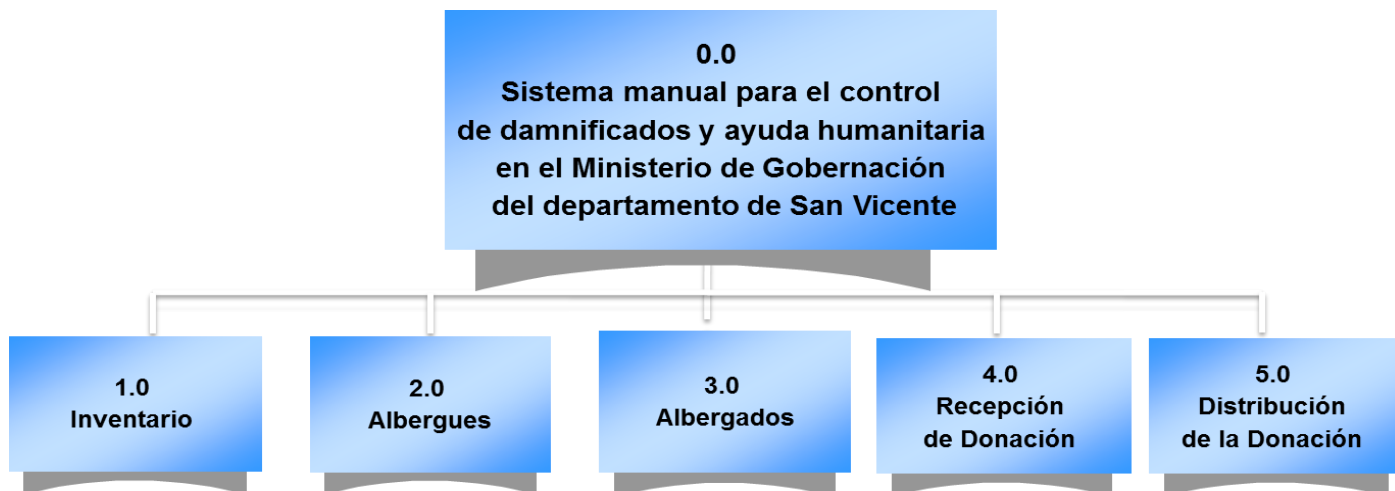 0.0
Sistema manual para el control
de damnificados y ayuda humanitaria
en el Ministerio de Gobernación
del departamento de San Vicente
1.0
Inventario
2.0
Albergues
3.0
Albergados
4.0
Recepción
de Donación
5.0
Distribución
de la Donación